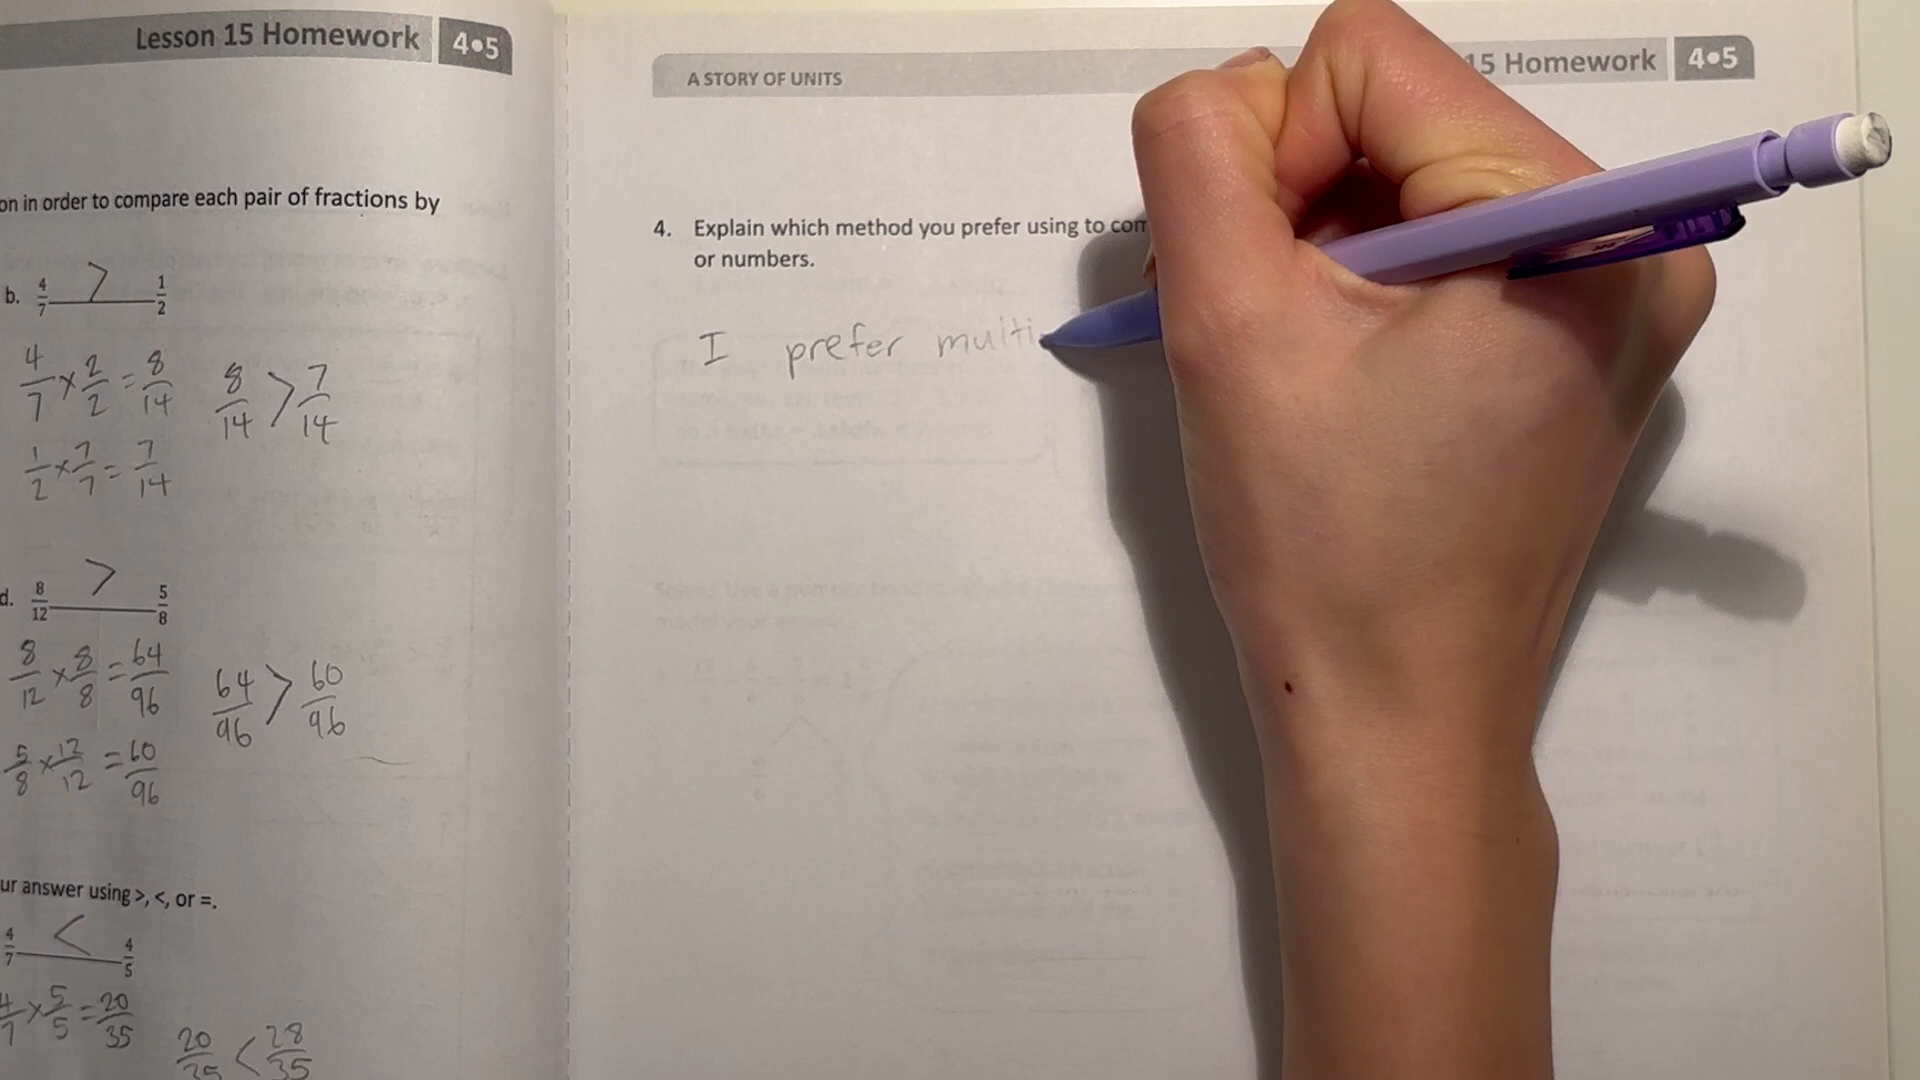 Lesson 15 Homework 4•5
on in order to compare each pair of fractions by
b. 4/7 > 1/2
4/7 × 2/2 = 8/14
8/14 > 7/14
1/2 × 7/7 = 7/14
d. 8/12 > 5/8
8/12 × 8/8 = 64/96
64/96 > 60/96
5/8 × 12/12 = 60/96
ur answer using >, <, or =.
4/7 < 4/5
4/7 × 5/5 = 20/35
20/35 < 28/35
A STORY OF UNITS
15 Homework 4•5
4. Explain which method you prefer using to com
or numbers.
I prefer multi